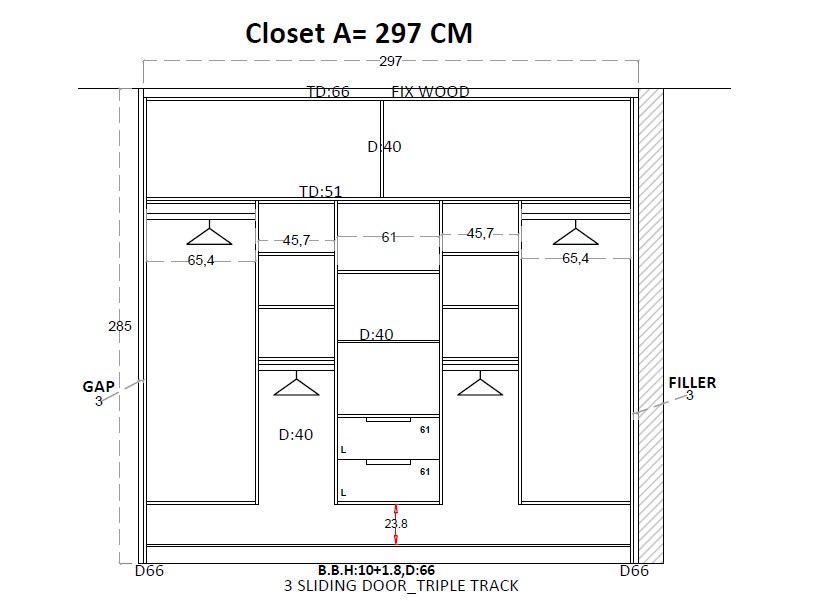 Closet A= 297 CM
297
TD:66 FIX WOOD
D:40
TD:51
45,7 61 45,7
65,4 65,4
285
D:40
GAP
3
FILLER
3
61
D:40
L
61
L
23.8
D66 B.B.H:10+1.8,D:66 D66
3 SLIDING DOOR_TRIPLE TRACK